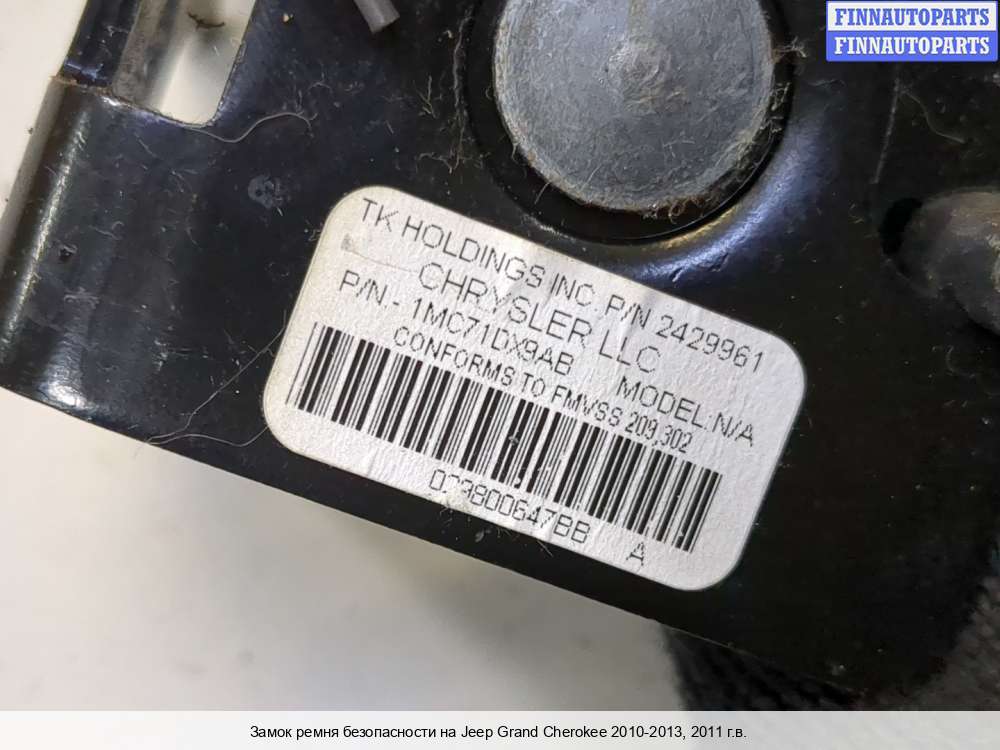 FINNAUTOPARTS
FINNAUTOPARTS
TK HOLDINGS INC. P/N 2429961
CHRYSLER LLC
P/N:- 1MC71DX9AB MODEL:N/A
CONFORMS TO FMVSS 209,302
A
Замок ремня безопасности на Jeep Grand Cherokee 2010-2013, 2011 г.в.